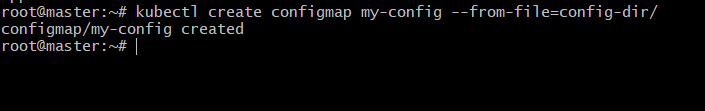 root@master:~# kubectl create configmap my-config --from-file=config-dir/
configmap/my-config created
root@master:~#